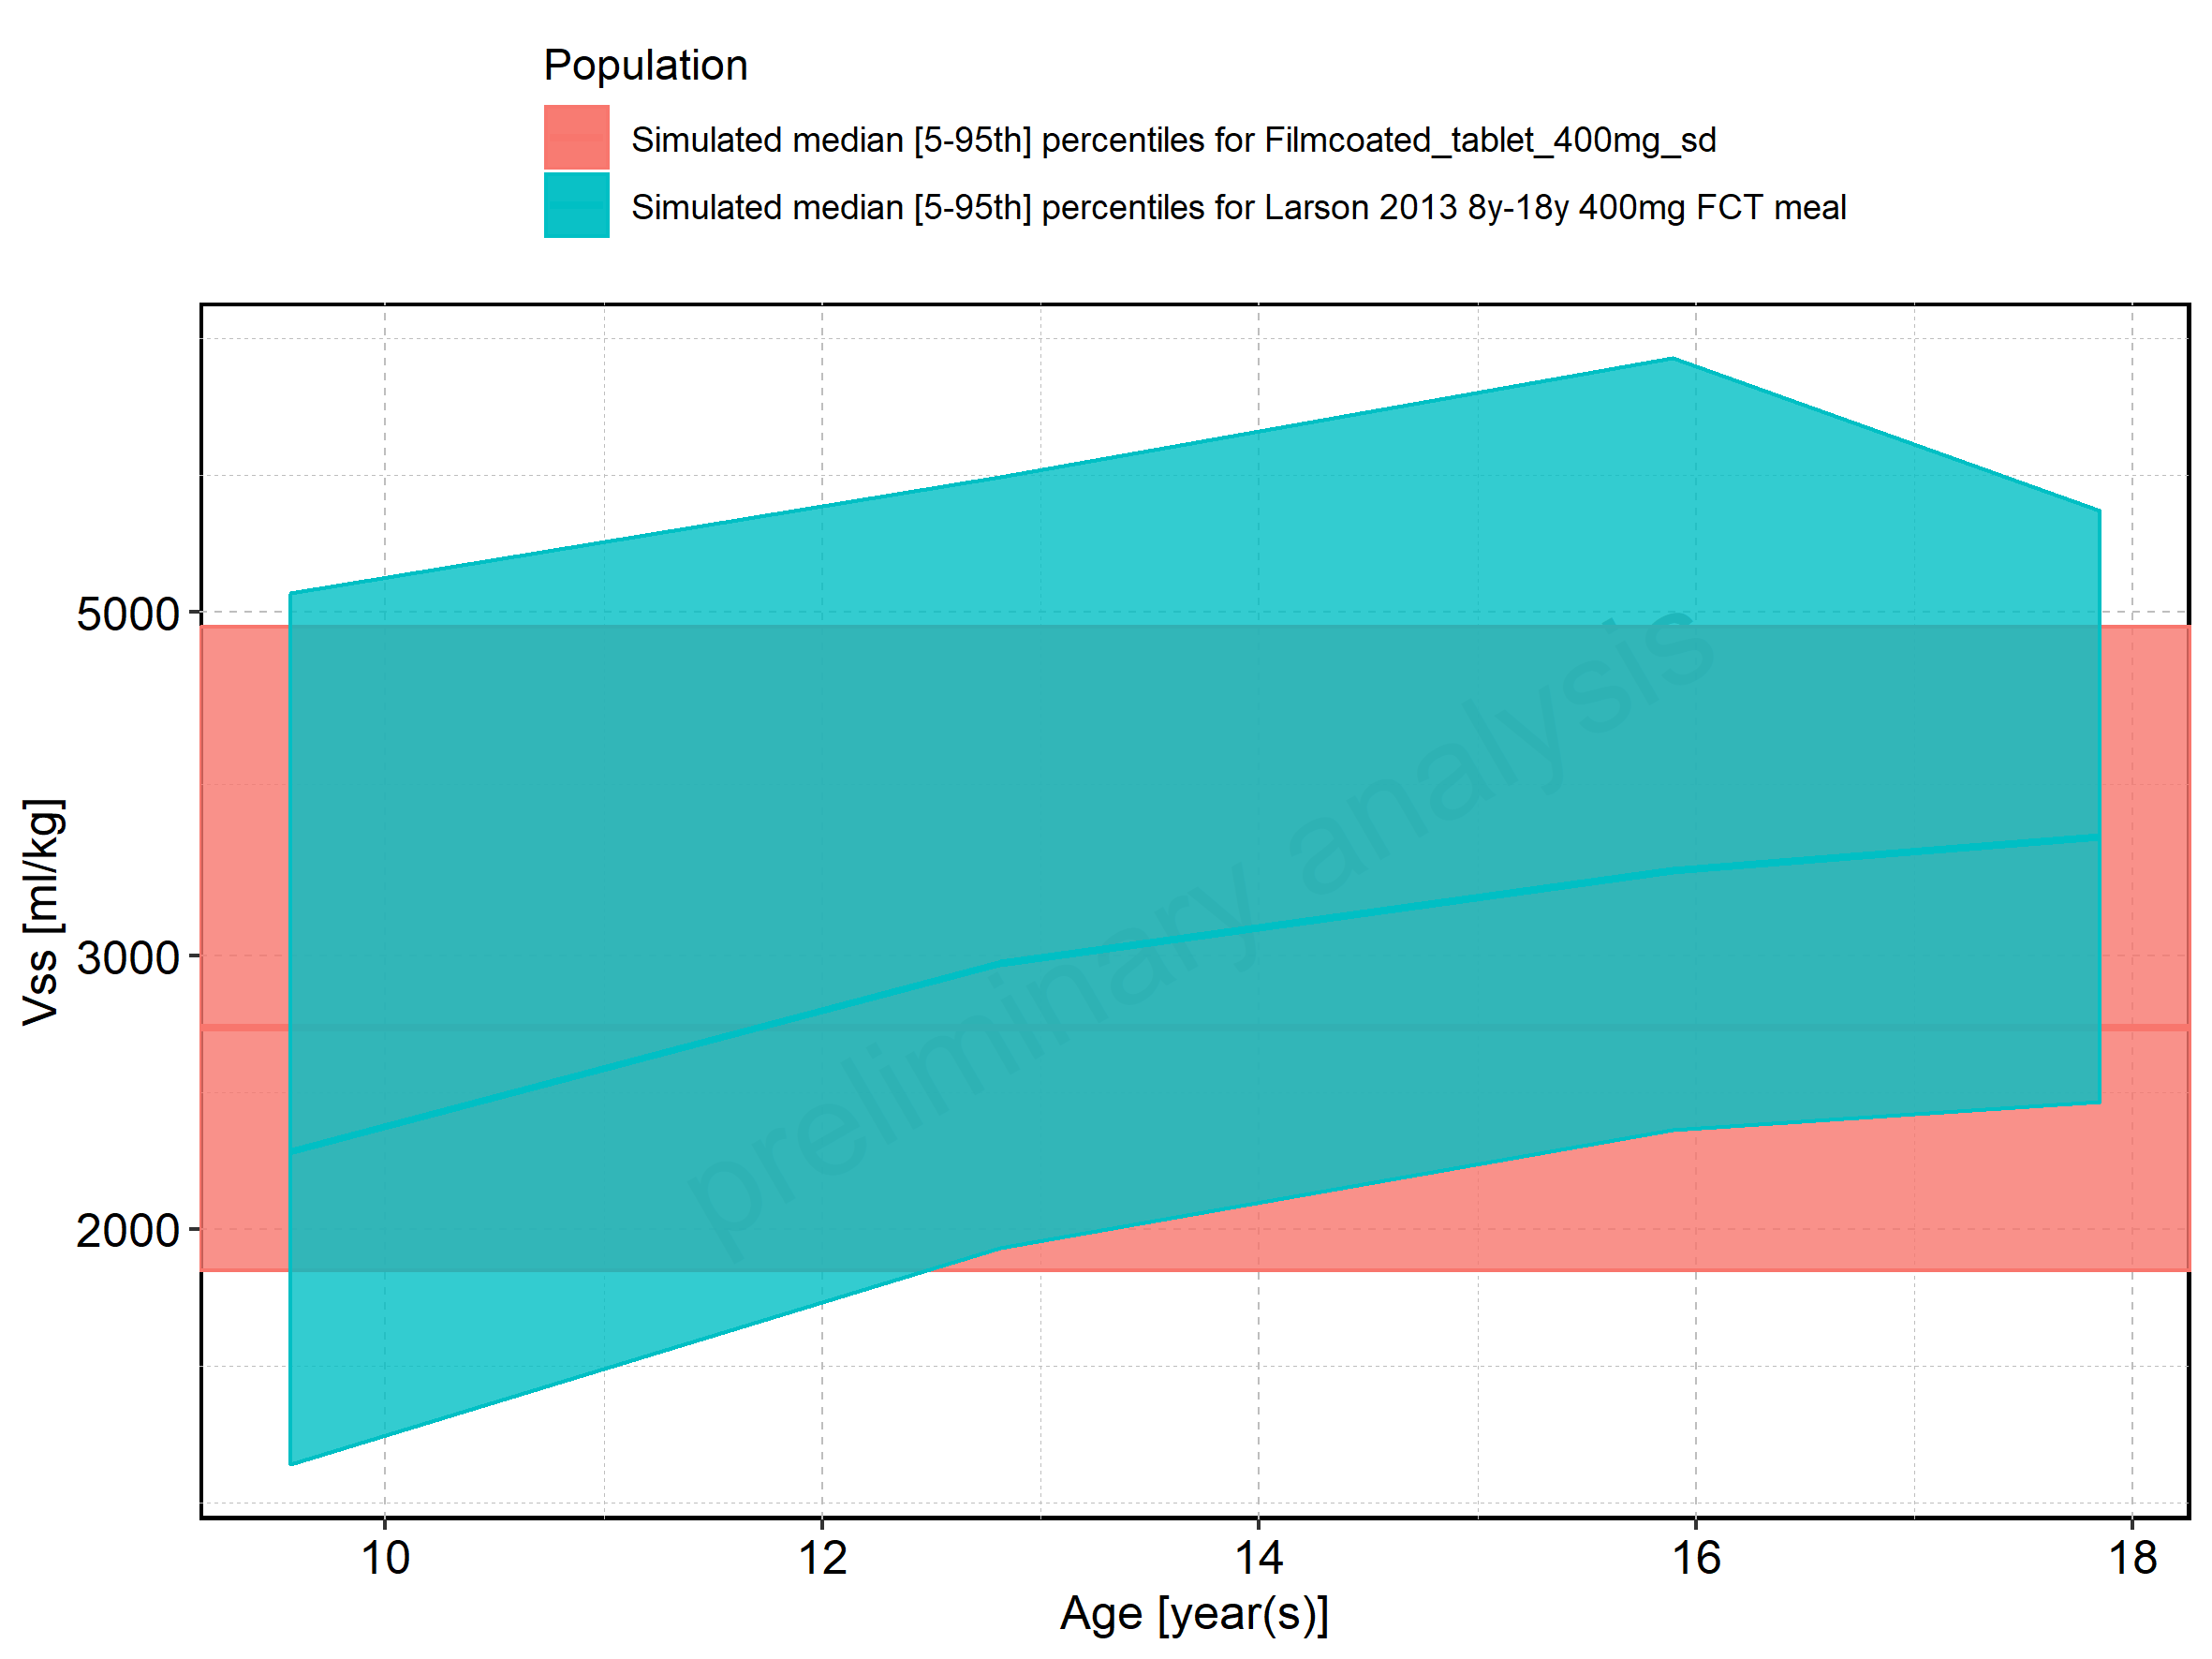 Population
Simulated median [5-95th] percentiles for Filmcoated_tablet_400mg_sd
Simulated median [5-95th] percentiles for Larson 2013 8y-18y 400mg FCT meal
5000
3000
2000
Vss [ml/kg]
preliminary analysis
10 12 14 16 18
Age [year(s)]